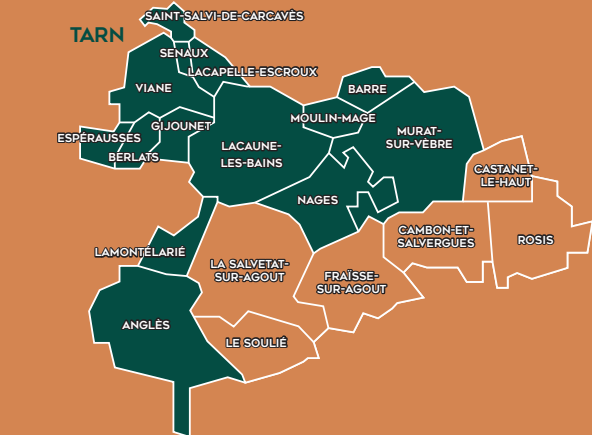 SAINT-SALVI-DE-CARCAVÈS
TARN
SENAUX
LACAPELLE-ESCROUX
VIANE
BARRE
MOULIN-MAGE
GIJOUNET
ESPÉRAUSSES
BERLATS
LACAUNE-
LES-BAINS
MURAT-
SUR-VÈBRE
CASTANET-
LE-HAUT
NAGES
CAMBON-ET-
SALVERGUES
ROSIS
LAMONTÉLARIÉ
LA SALVETAT-
SUR-AGOUT
FRAÏSSE-
SUR-AGOUT
ANGLÈS
LE SOULIÉ